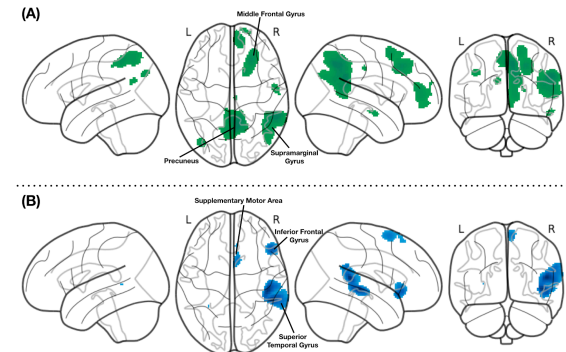 (A)
Middle Frontal Gyrus
L R
L R
Precuneus
Supramarginal
Gyrus
(B)
Supplementary Motor Area
L R
Inferior Frontal
Gyrus
L R
Superior
Temporal Gyrus